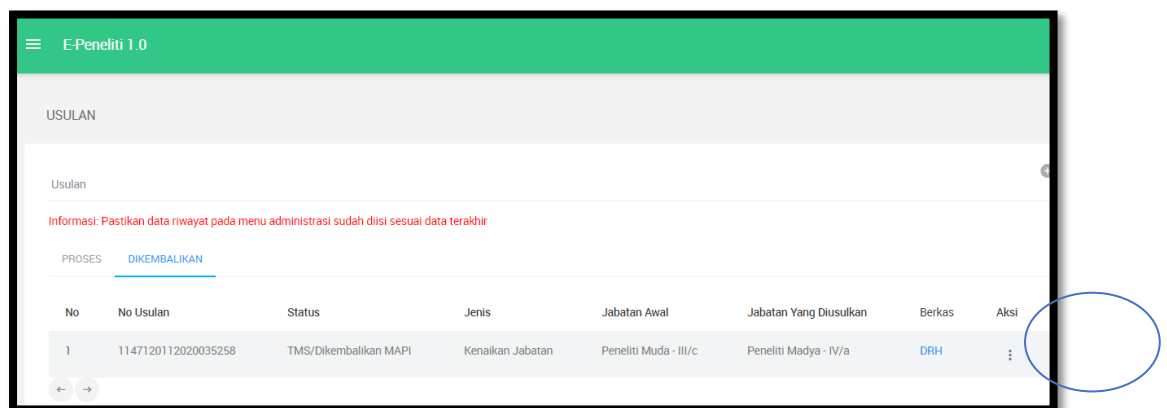 E-Peneliti 1.0
USULAN
Usulan
Informasi: Pastikan data riwayat pada menu administrasi sudah diisi sesuai data terakhir
PROSES DIKEMBALIKAN
No No Usulan Status Jenis Jabatan Awal Jabatan Yang Diusulkan Berkas Aksi
1 1147120112020035258 TMS/Dikembalikan MAPI Kenaikan Jabatan Peneliti Muda - III/c Peneliti Madya - IV/a DRH